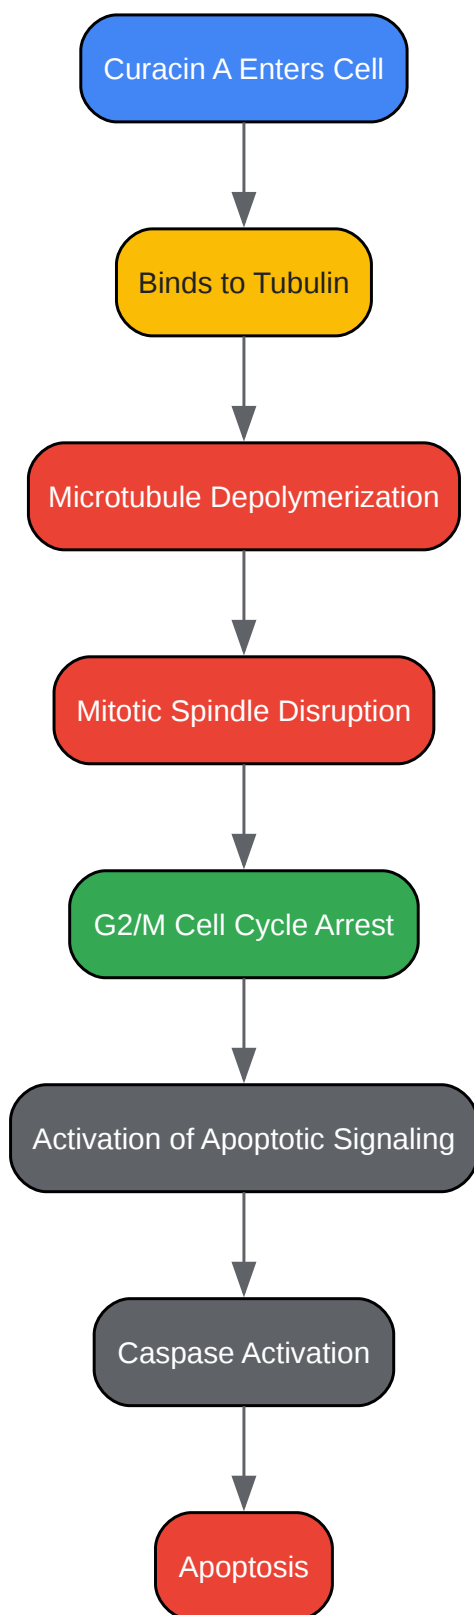 Curacin A Enters Cell
Binds to Tubulin
Microtubule Depolymerization
Mitotic Spindle Disruption
G2/M Cell Cycle Arrest
Activation of Apoptotic Signaling
Caspase Activation
Apoptosis